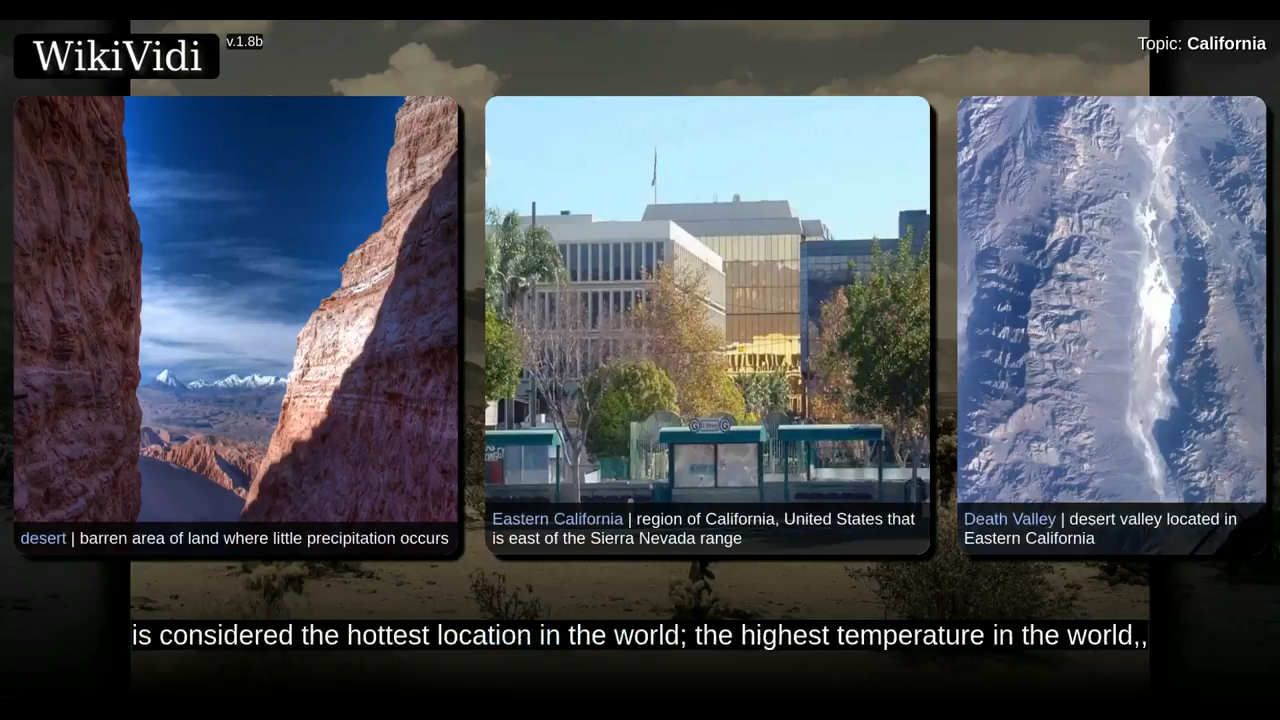 WikiVidi
v.1.8b
Topic: California
desert | barren area of land where little precipitation occurs
Eastern California | region of California, United States that
is east of the Sierra Nevada range
Death Valley | desert valley located in
Eastern California
is considered the hottest location in the world; the highest temperature in the world,,